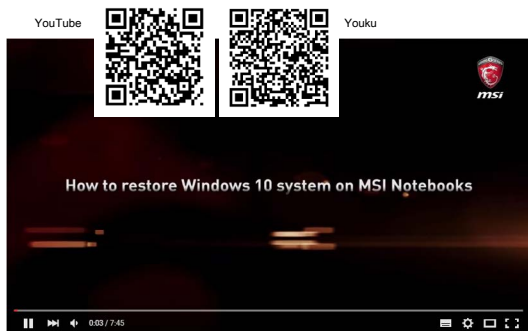 YouTube
Youku
msi
How to restore Windows 10 system on MSI Notebooks
0:03 / 7:45